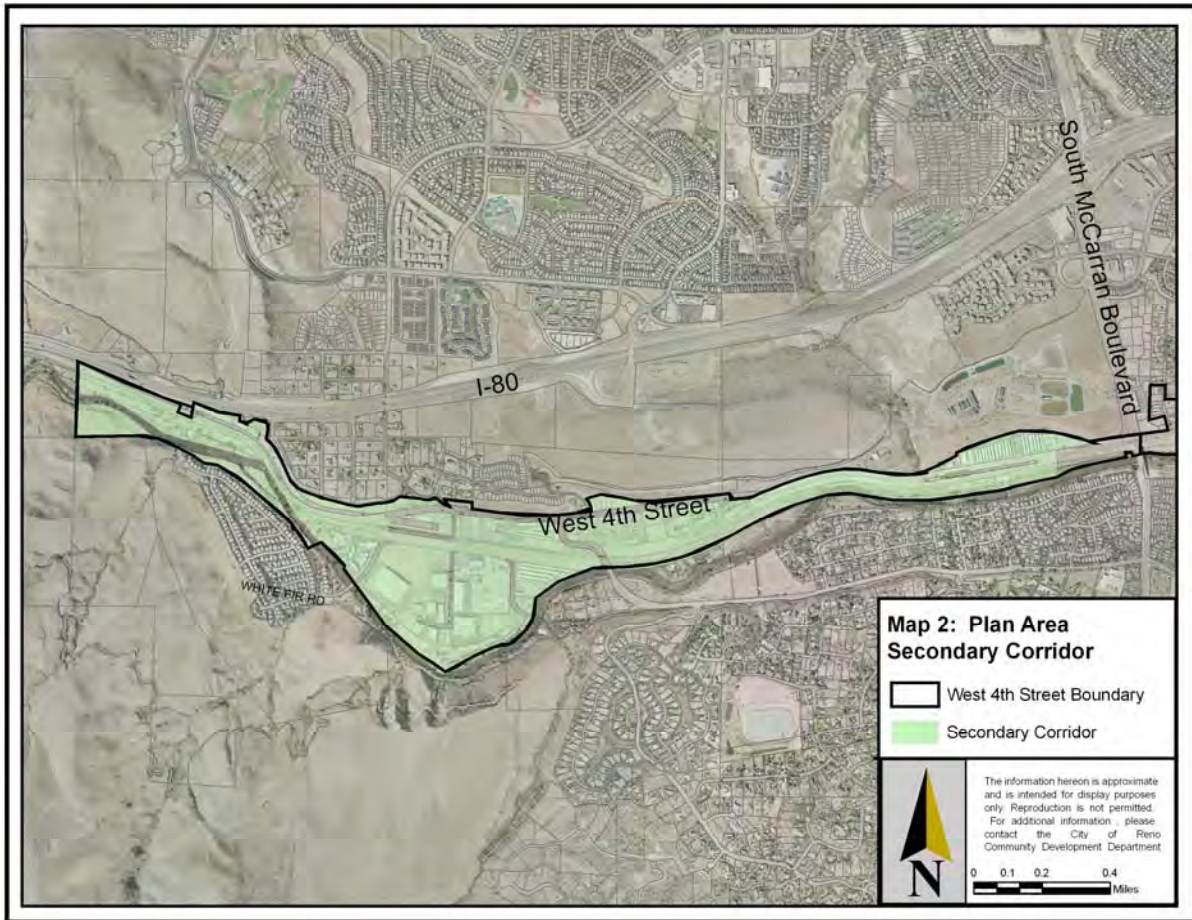 South McCarran Boulevard
I-80
West 4th Street
WHITE FIR RD
Map 2: Plan Area
Secondary Corridor
West 4th Street Boundary
Secondary Corridor
N
The information hereon is approximate
and is intended for display purposes
only. Reproduction is not permitted.
For additional information , please
contact the City of Reno
Community Development Department
0 0.1 0.2 0.4
Miles